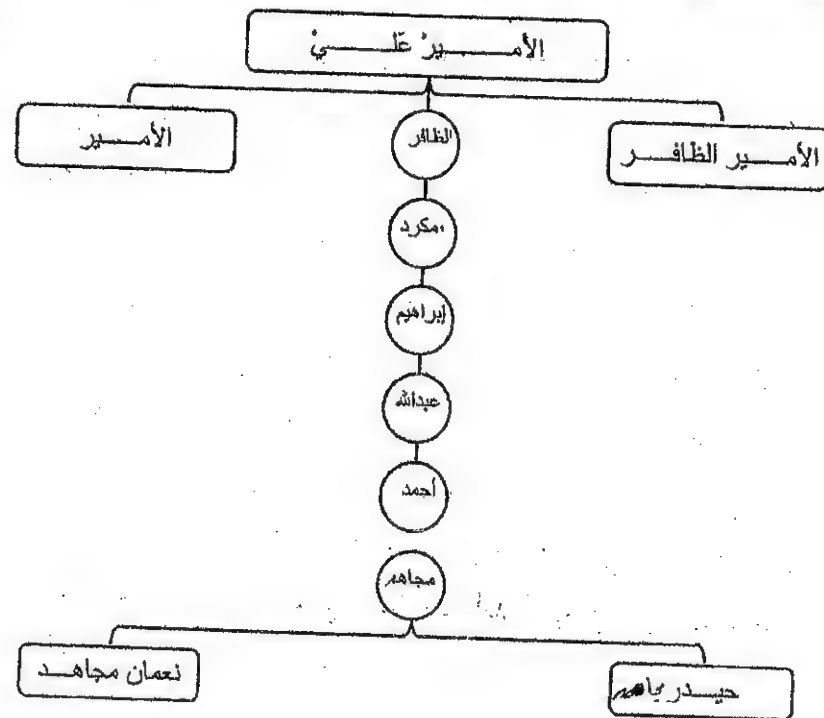 الأمير علي
الأمير الظافر
الظافر
الأمير
مكرد
إبراهيم
عبدالله
أحمد
مجاهد
حيدر
نعمان مجاهد